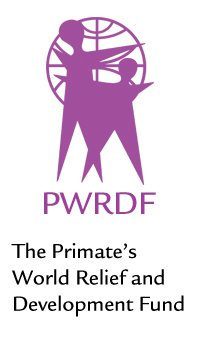 PWRDF
The Primate's
World Relief and
Development Fund